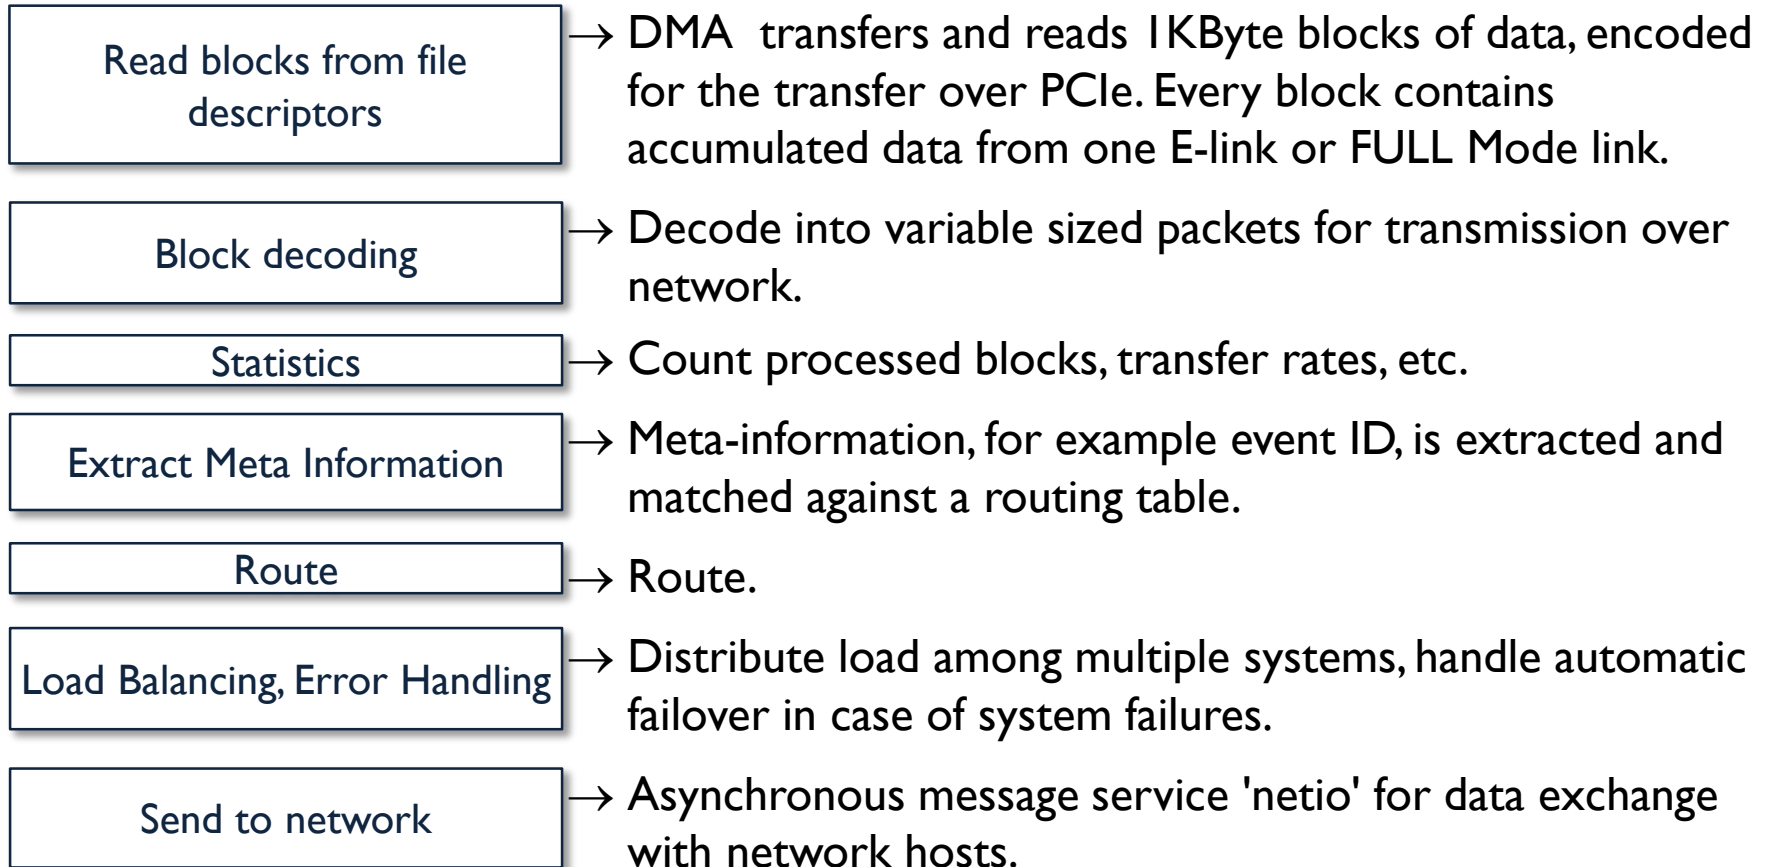 Read blocks from file
descriptors
→ DMA  transfers and reads 1KByte blocks of data, encoded
for the transfer over PCIe. Every block contains
accumulated data from one E-link or FULL Mode link.
Block decoding
→ Decode into variable sized packets for transmission over
network.
Statistics
→ Count processed blocks, transfer rates, etc.
Extract Meta Information
→ Meta-information, for example event ID, is extracted and
matched against a routing table.
Route
→ Route.
Load Balancing, Error Handling
→ Distribute load among multiple systems, handle automatic
failover in case of system failures.
Send to network
→ Asynchronous message service 'netio' for data exchange
with network hosts.